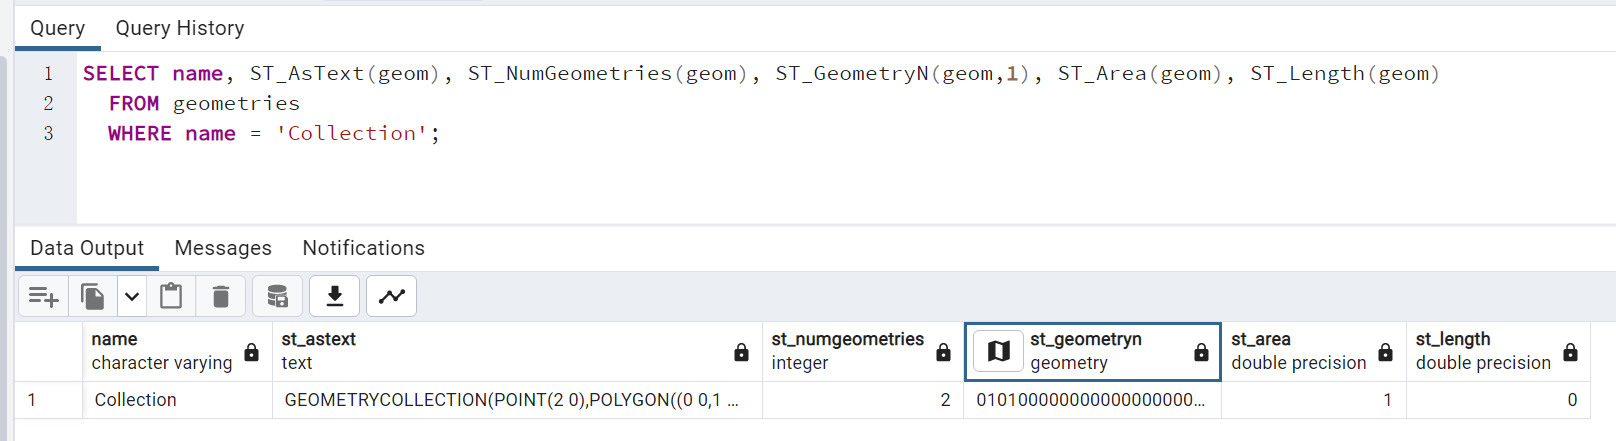 Query Query History
1 SELECT name, ST_AsText(geom), ST_NumGeometries(geom), ST_GeometryN(geom,1), ST_Area(geom), ST_Length(geom)
2 FROM geometries
3 WHERE name = 'Collection';
Data Output Messages Notifications
name st_astext st_numgeometries st_geometryn st_area st_length
character varying text integer geometry double precision double precision
1 Collection GEOMETRYCOLLECTION(POINT(2 0),POLYGON((0 0,1 ... 2 010100000000000000000... 1 0